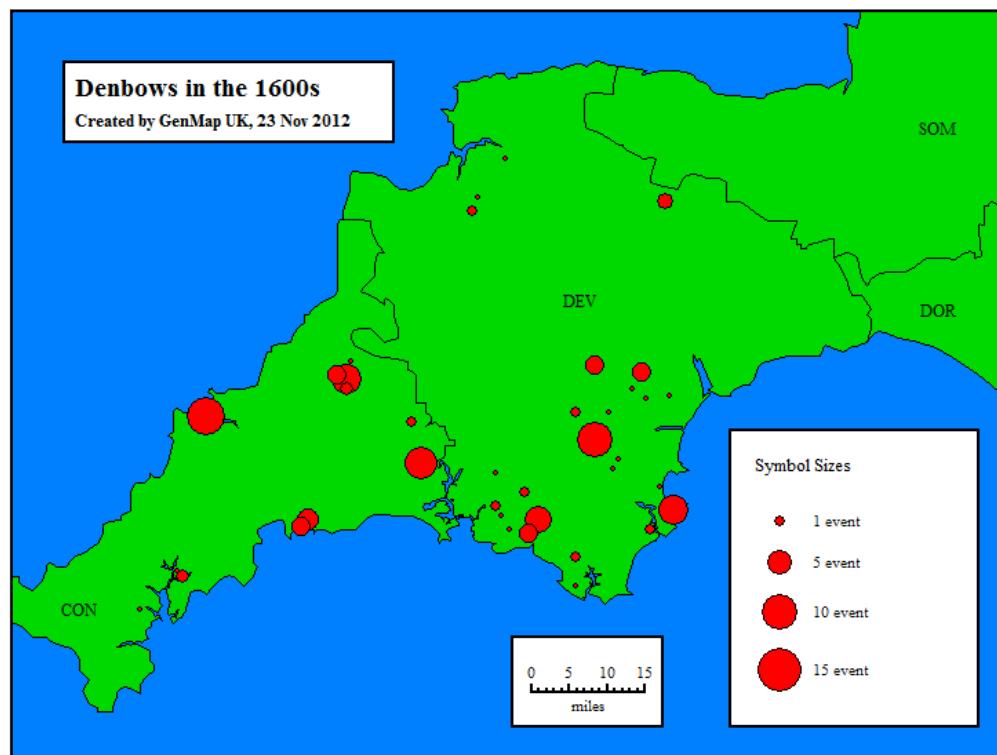 Denbows in the 1600s
Created by GenMap UK, 23 Nov 2012
SOM
DEV
DOR
CON
Symbol Sizes
1 event
5 event
10 event
15 event
0 5 10 15
miles